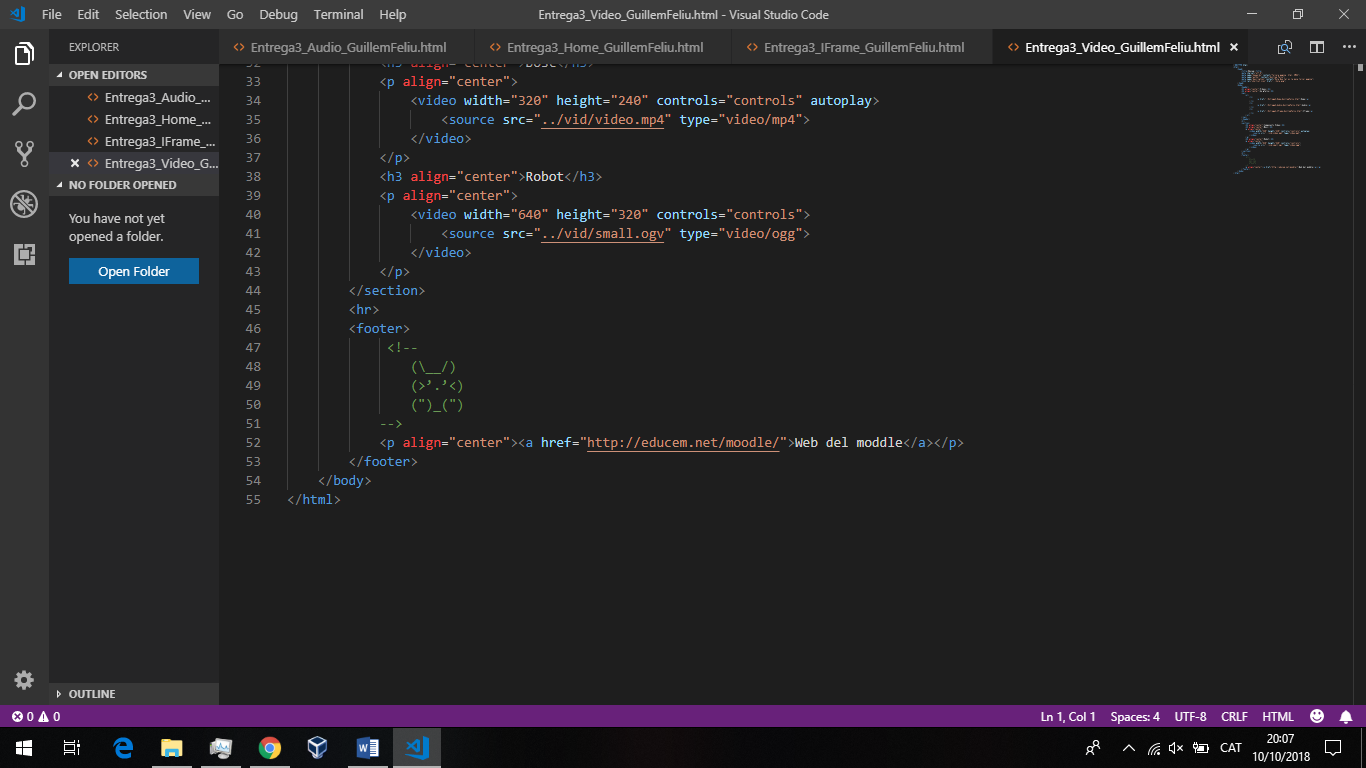 File Edit Selection View Go Debug Terminal Help Entrega3_Video_GuillemFeliu.html - Visual Studio Code
EXPLORER
Entrega3_Audio_GuillemFeliu.html Entrega3_Home_GuillemFeliu.html Entrega3_IFrame_GuillemFeliu.html Entrega3_Video_GuillemFeliu.html
OPEN EDITORS
Entrega3_Audio_...
Entrega3_Home_...
Entrega3_IFrame_...
Entrega3_Video_G...
NO FOLDER OPENED
You have not yet
opened a folder.
Open Folder
OUTLINE
32 <h3 align="center">Bose</h3>
33 <p align="center">
34 <video width="320" height="240" controls="controls" autoplay>
35 <source src="../vid/video.mp4" type="video/mp4">
36 </video>
37 </p>
38 <h3 align="center">Robot</h3>
39 <p align="center">
40 <video width="640" height="320" controls="controls">
41 <source src="../vid/small.ogv" type="video/ogg">
42 </video>
43 </p>
44 </section>
45 <hr>
46 <footer>
47 <!--
48 (\__/)
49 (>’.’<)
50 (")_(")
51 -->
52 <p align="center"><a href="http://educem.net/moodle/">Web del moddle</a></p>
53 </footer>
54 </body>
55 </html>
0 0 Ln 1, Col 1 Spaces: 4 UTF-8 CRLF HTML
CAT 20:07
10/10/2018